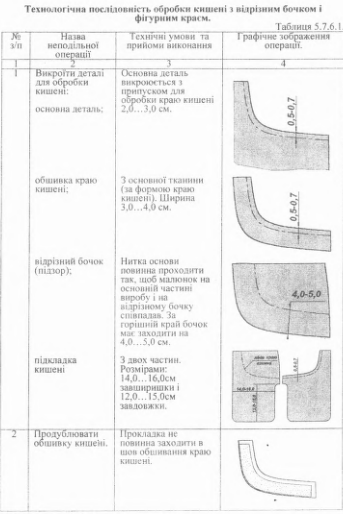 Технологічна послідовність обробки кишені з відрізним бочком і
фігурним краєм.
Таблиця 5.7.6.1
№ з/п
Назва неподільної операції
Технічні умови та прийоми виконання
Графічне зображення операції.
1
2
3
4
1
Викроїти деталі
для обробки
кишені:
основна деталь;
Основна деталь
викроюється з
припуском для
обробки краю кишені
2,0...3,0 см.
0,5-0,7
обшивка краю
кишені;
З основної тканини
(за формою краю
кишені). Ширина
3,0...4,0 см.
0,5-0,7
відрізний бочок
(підзор);
Нитка основи
повинна проходити
так, щоб малюнок на
основній частині
виробу і на
відрізному бочку
співпадав. За
горішній край бочок
має заходити на
4,0...5,0 см.
4,0-5,0
підкладка
кишені
З двох частин.
Розмірами:
14,0...16,0см
завширишки і
12,0...15,0см
завдовжки.
2
Продублювати
обшивку кишені.
Прокладка не
повинна заходити в
шов обшивання краю
кишені.